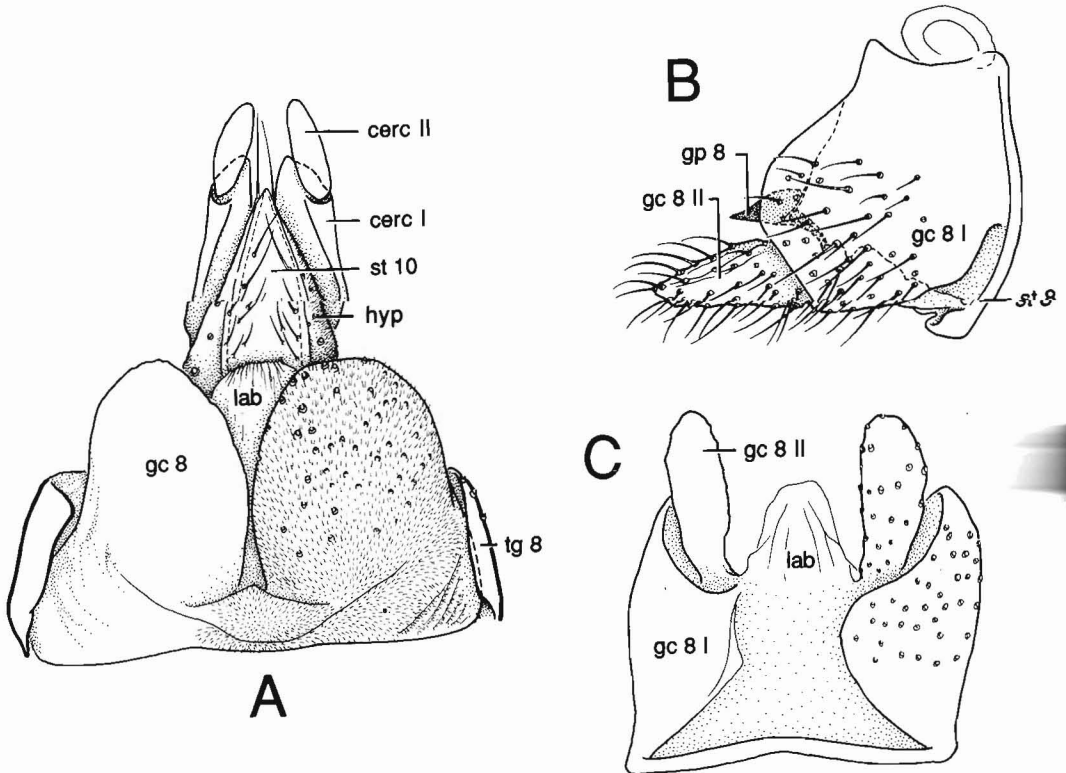 cerc II
cerc I
st 10
hyp
lab
gc 8
tg 8
A
B
gp 8
gc 8 II
gc 8 I
st 8
C
gc 8 II
lab
gc 8 I